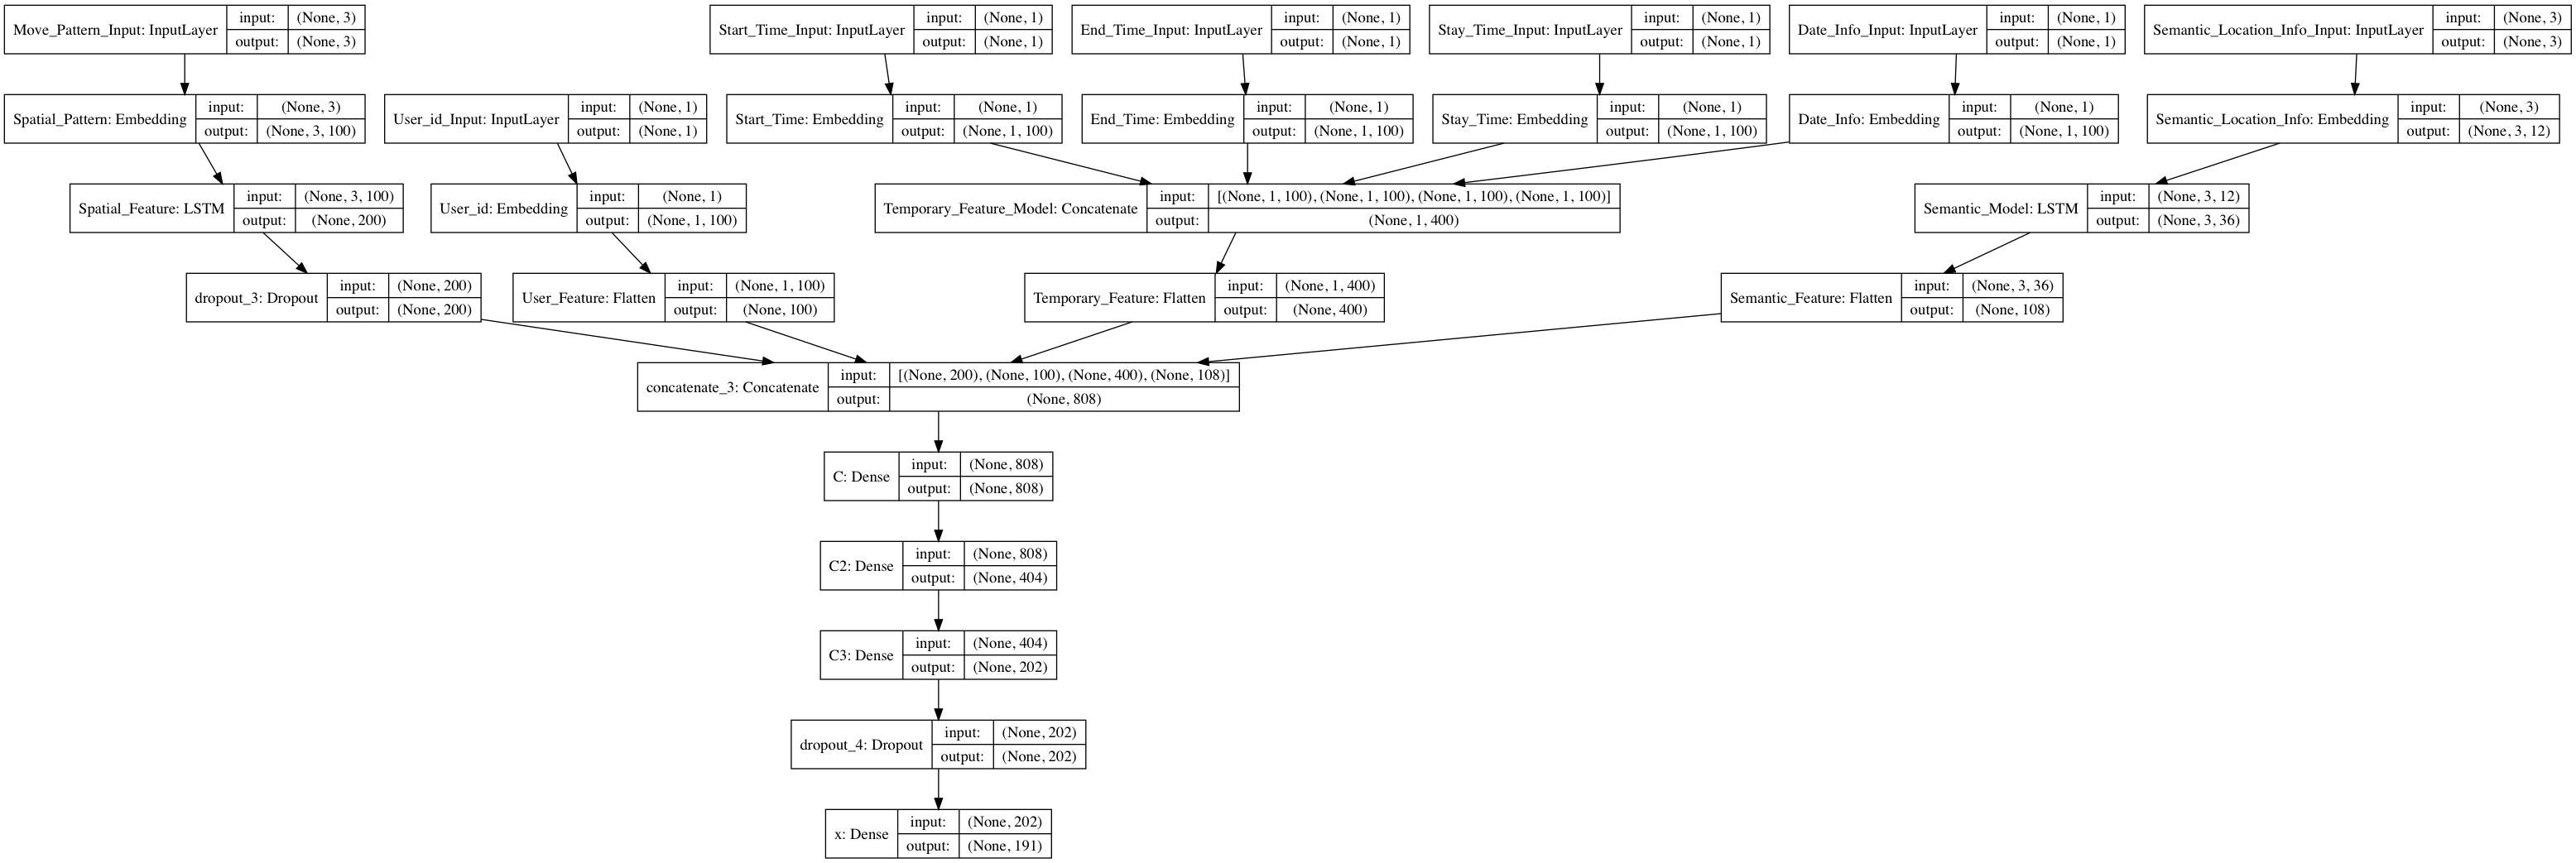 Move_Pattern_Input: InputLayer input: (None, 3) output: (None, 3)
Start_Time_Input: InputLayer input: (None, 1) output: (None, 1)
End_Time_Input: InputLayer input: (None, 1) output: (None, 1)
Stay_Time_Input: InputLayer input: (None, 1) output: (None, 1)
Date_Info_Input: InputLayer input: (None, 1) output: (None, 1)
Semantic_Location_Info_Input: InputLayer input: (None, 3) output: (None, 3)
Spatial_Pattern: Embedding input: (None, 3) output: (None, 3, 100)
User_id_Input: InputLayer input: (None, 1) output: (None, 1)
Start_Time: Embedding input: (None, 1) output: (None, 1, 100)
End_Time: Embedding input: (None, 1) output: (None, 1, 100)
Stay_Time: Embedding input: (None, 1) output: (None, 1, 100)
Date_Info: Embedding input: (None, 1) output: (None, 1, 100)
Semantic_Location_Info: Embedding input: (None, 3) output: (None, 3, 12)
Spatial_Feature: LSTM input: (None, 3, 100) output: (None, 200)
User_id: Embedding input: (None, 1) output: (None, 1, 100)
Temporary_Feature_Model: Concatenate input: [(None, 1, 100), (None, 1, 100), (None, 1, 100), (None, 1, 100)] output: (None, 1, 400)
Semantic_Model: LSTM input: (None, 3, 12) output: (None, 3, 36)
dropout_3: Dropout input: (None, 200) output: (None, 200)
User_Feature: Flatten input: (None, 1, 100) output: (None, 100)
Temporary_Feature: Flatten input: (None, 1, 400) output: (None, 400)
Semantic_Feature: Flatten input: (None, 3, 36) output: (None, 108)
concatenate_3: Concatenate input: [(None, 200), (None, 100), (None, 400), (None, 108)] output: (None, 808)
C: Dense input: (None, 808) output: (None, 808)
C2: Dense input: (None, 808) output: (None, 404)
C3: Dense input: (None, 404) output: (None, 202)
dropout_4: Dropout input: (None, 202) output: (None, 202)
x: Dense input: (None, 202) output: (None, 191)